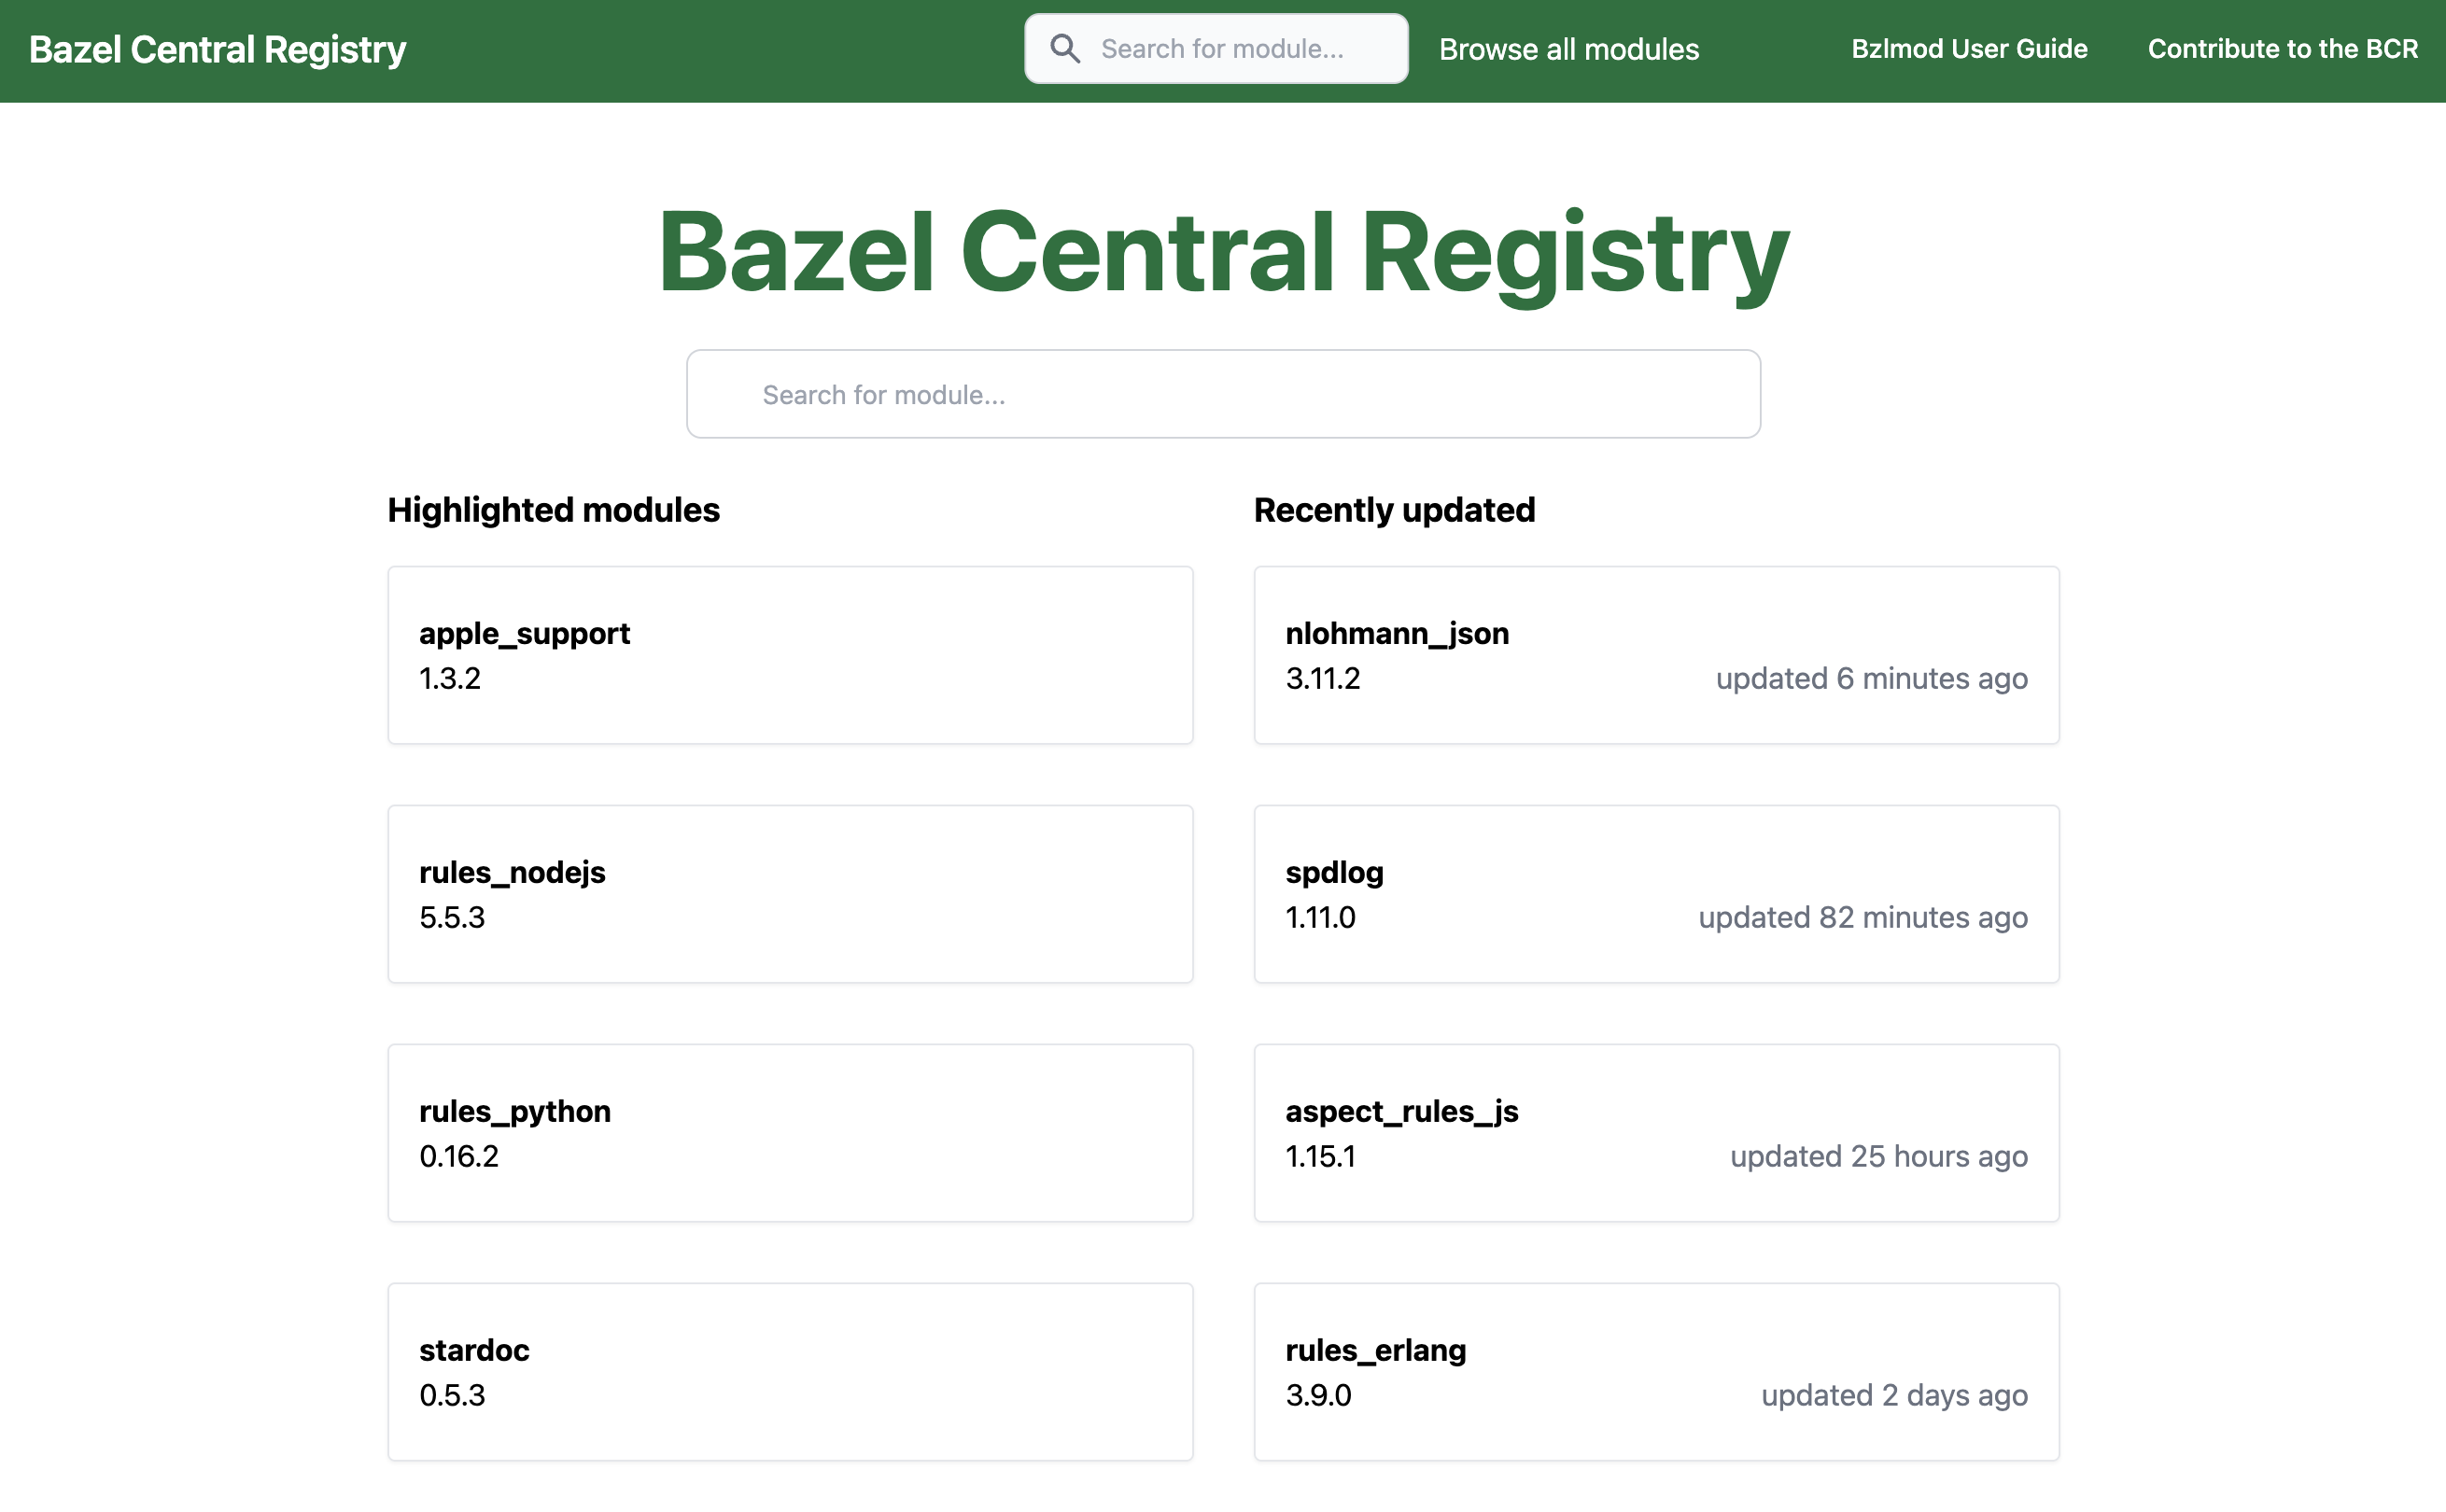 Bazel Central Registry
Search for module...
Browse all modules
Bzlmod User Guide
Contribute to the BCR
Bazel Central Registry
Search for module...
Highlighted modules
apple_support
1.3.2
rules_nodejs
5.5.3
rules_python
0.16.2
stardoc
0.5.3
Recently updated
nlohmann_json
3.11.2 updated 6 minutes ago
spdlog
1.11.0 updated 82 minutes ago
aspect_rules_js
1.15.1 updated 25 hours ago
rules_erlang
3.9.0 updated 2 days ago